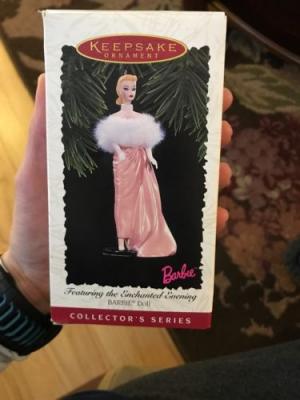 KEEPSAKE
ORNAMENT
Barbie
Featuring the Enchanted Evening
BARBIE® Doll
COLLECTOR'S SERIES